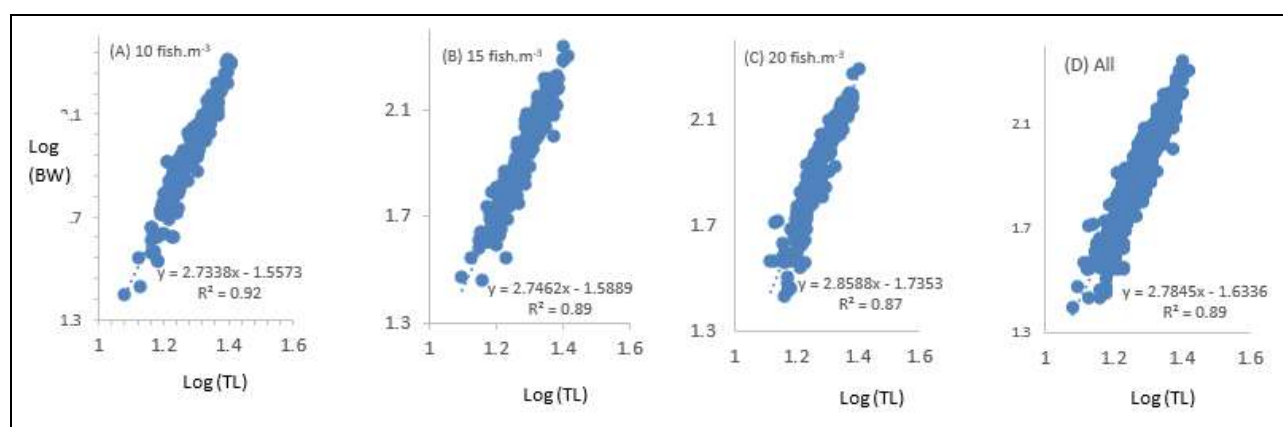 (A) 10 fish.m⁻³
Log
(BW)
.7
1.3
1 1.2 1.4 1.6
y = 2.7338x - 1.5573
R² = 0.92
Log (TL)
(B) 15 fish.m⁻³
2.1
1.7
1.3
1 1.2 1.4 1.6
y = 2.7462x - 1.5889
R² = 0.89
Log (TL)
(C) 20 fish.m⁻³
2.1
1.7
1.3
1 1.2 1.4 1.6
y = 2.8588x - 1.7353
R² = 0.87
Log (TL)
(D) All
2.1
1.7
1.3
1 1.2 1.4 1.6
y = 2.7845x - 1.6336
R² = 0.89
Log (TL)